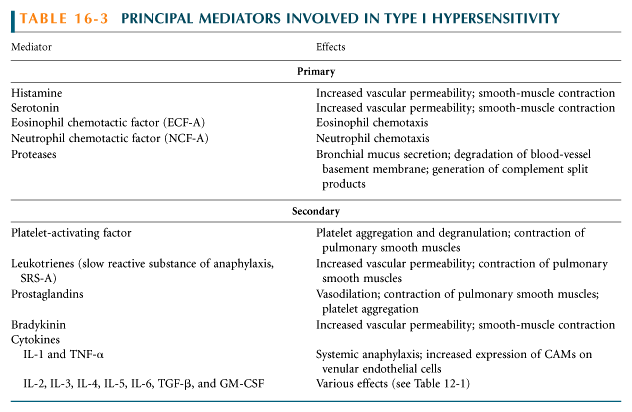 TABLE 16-3 PRINCIPAL MEDIATORS INVOLVED IN TYPE I HYPERSENSITIVITY
Mediator Effects
Primary
Histamine Increased vascular permeability; smooth-muscle contraction
Serotonin Increased vascular permeability; smooth-muscle contraction
Eosinophil chemotactic factor (ECF-A) Eosinophil chemotaxis
Neutrophil chemotactic factor (NCF-A) Neutrophil chemotaxis
Proteases Bronchial mucus secretion; degradation of blood-vessel
basement membrane; generation of complement split
products
Secondary
Platelet-activating factor Platelet aggregation and degranulation; contraction of
pulmonary smooth muscles
Leukotrienes (slow reactive substance of anaphylaxis, Increased vascular permeability; contraction of pulmonary
SRS-A) smooth muscles
Prostaglandins Vasodilation; contraction of pulmonary smooth muscles;
platelet aggregation
Bradykinin Increased vascular permeability; smooth-muscle contraction
Cytokines
IL-1 and TNF-α Systemic anaphylaxis; increased expression of CAMs on
venular endothelial cells
IL-2, IL-3, IL-4, IL-5, IL-6, TGF-β, and GM-CSF Various effects (see Table 12-1)